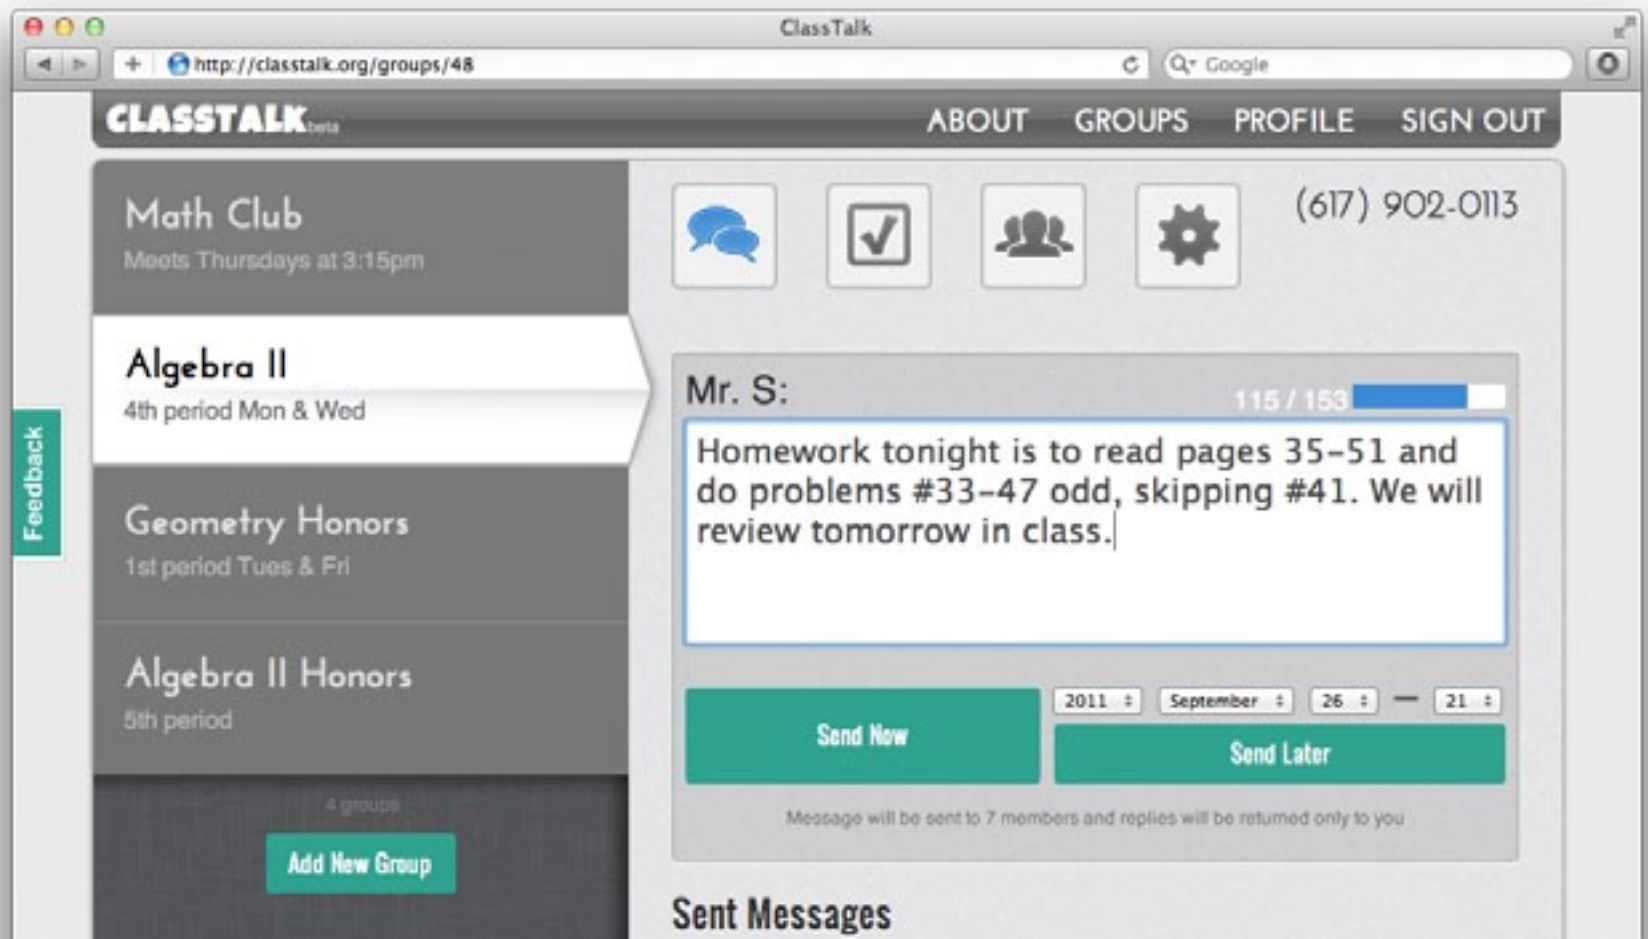 ClassTalk
http://classtalk.org/groups/48
Google
CLASSTALK beta
ABOUT GROUPS PROFILE SIGN OUT
Math Club
Meets Thursdays at 3:15pm
Algebra II
4th period Mon & Wed
Geometry Honors
1st period Tues & Fri
Algebra II Honors
5th period
4 groups
Add New Group
Feedback
(617) 902-0113
Mr. S:
115 / 153
Homework tonight is to read pages 35–51 and
do problems #33–47 odd, skipping #41. We will
review tomorrow in class.
2011 September 26 — 21
Send Now
Send Later
Message will be sent to 7 members and replies will be returned only to you
Sent Messages